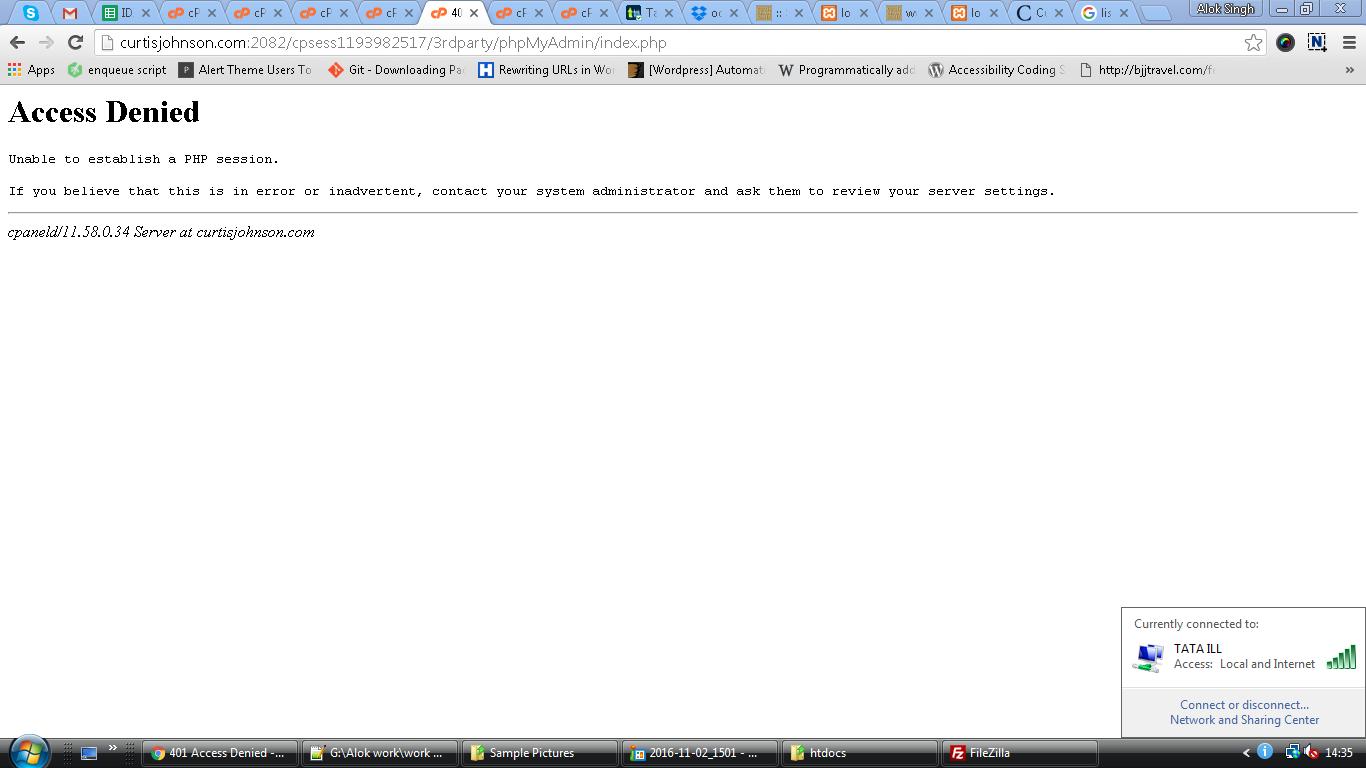 ID
cP
cP
cP
cP
40
cP
cP
Ta
oc
::
lo
w
lo
C
lis
Alok Singh
curtisjohnson.com:2082/cpsess1193982517/3rdparty/phpMyAdmin/index.php
Apps
enqueue script
Alert Theme Users To
Git - Downloading Pa
Rewriting URLs in Wo
[Wordpress] Automat
Programmatically add
Accessibility Coding S
http://bjjtravel.com/f
Access Denied
Unable to establish a PHP session.
If you believe that this is in error or inadvertent, contact your system administrator and ask them to review your server settings.
cpaneld/11.58.0.34 Server at curtisjohnson.com
Currently connected to:
TATA ILL
Access: Local and Internet
Connect or disconnect...
Network and Sharing Center
401 Access Denied -...
G:\Alok work\work ...
Sample Pictures
2016-11-02_1501 - ...
htdocs
FileZilla
14:35